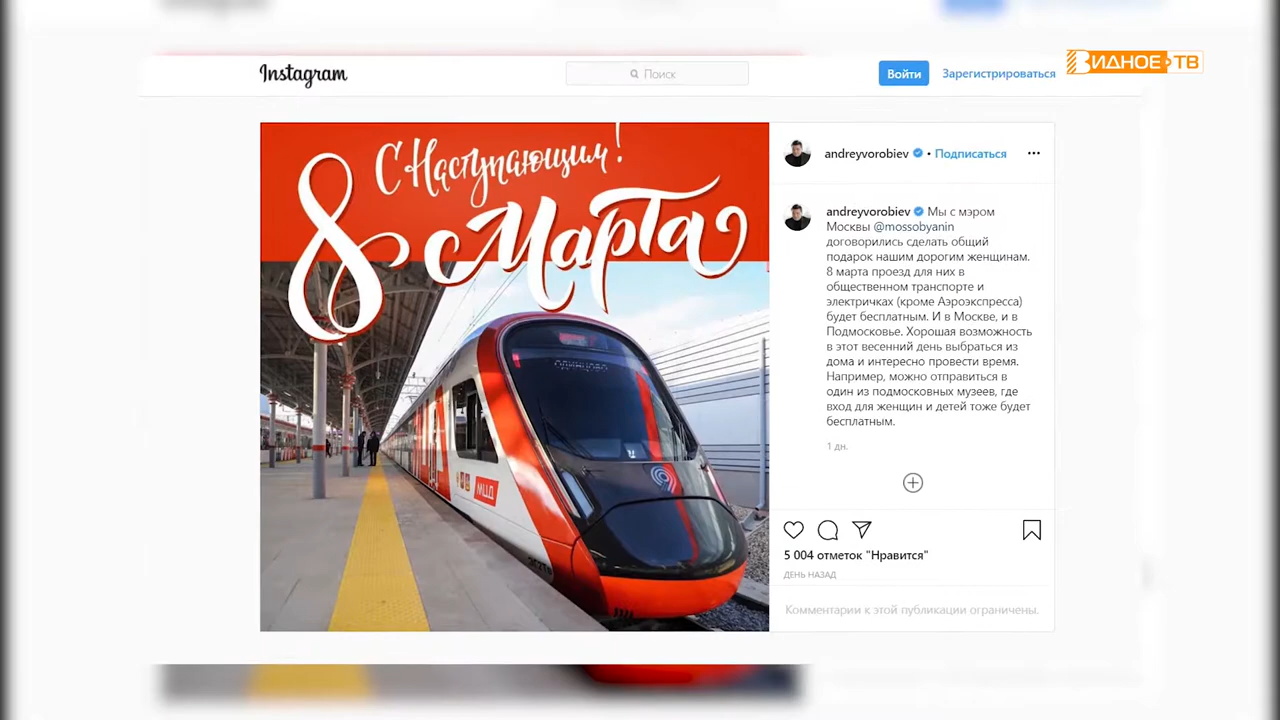 Instagram
Поиск
Войти
Зарегистрироваться
ВИДНОЕ ТВ
С Наступающим!
8 с Марта
МЦД
andreyvorobiev • Подписаться
andreyvorobiev Мы с мэром
Москвы @mossobyanin
договорились сделать общий
подарок нашим дорогим женщинам.
8 марта проезд для них в
общественном транспорте и
электричках (кроме Аэроэкспресса)
будет бесплатным. И в Москве, и в
Подмосковье. Хорошая возможность
в этот весенний день выбраться из
дома и интересно провести время.
Например, можно отправиться в
один из подмосковных музеев, где
вход для женщин и детей тоже будет
бесплатным.
1 дн.
5 004 отметок "Нравится"
ДЕНЬ НАЗАД
Комментарии к этой публикации ограничены.